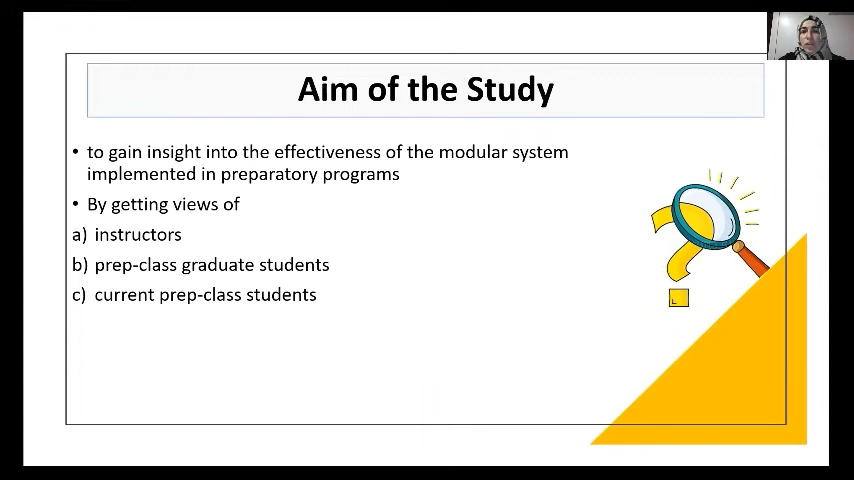 Aim of the Study
• to gain insight into the effectiveness of the modular system
implemented in preparatory programs
• By getting views of
a) instructors
b) prep-class graduate students
c) current prep-class students